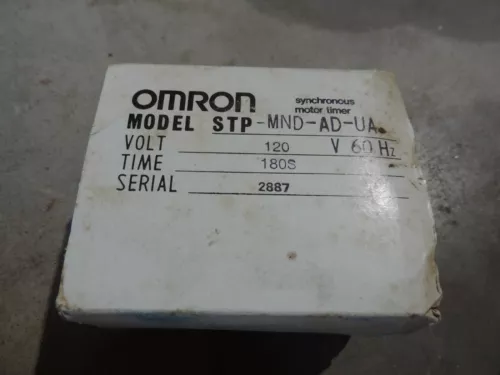 OMRON
synchronous
motor timer
MODEL STP-MND-AD-UA
VOLT 120 V 60 Hz
TIME 180S
SERIAL 2887